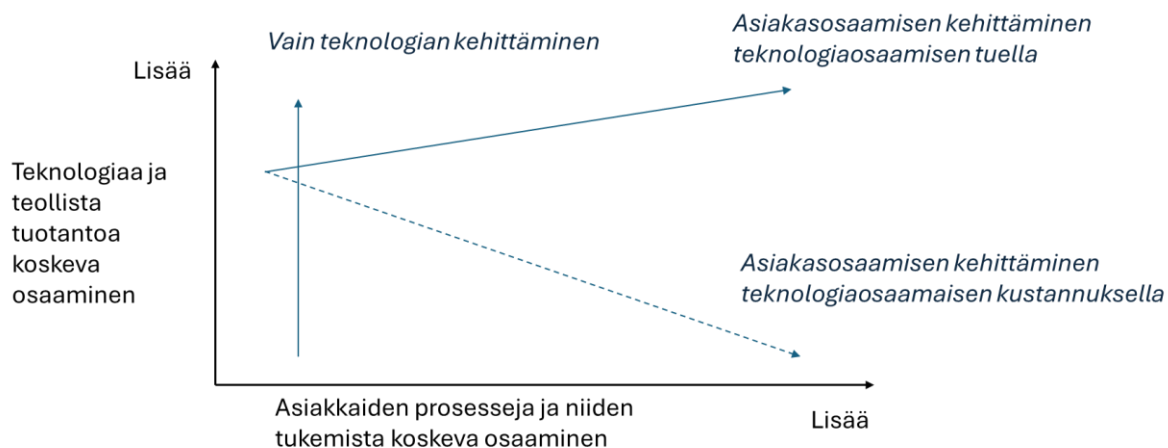 Vain teknologian kehittäminen
Asiakasosaamisen kehittäminen
teknologiaosaamisen tuella
Lisää
Teknologiaa ja
teollista
tuotantoa
koskeva
osaaminen
Asiakasosaamisen kehittäminen
teknologiaosaamaisen kustannuksella
Asiakkaiden prosesseja ja niiden
tukemista koskeva osaaminen
Lisää